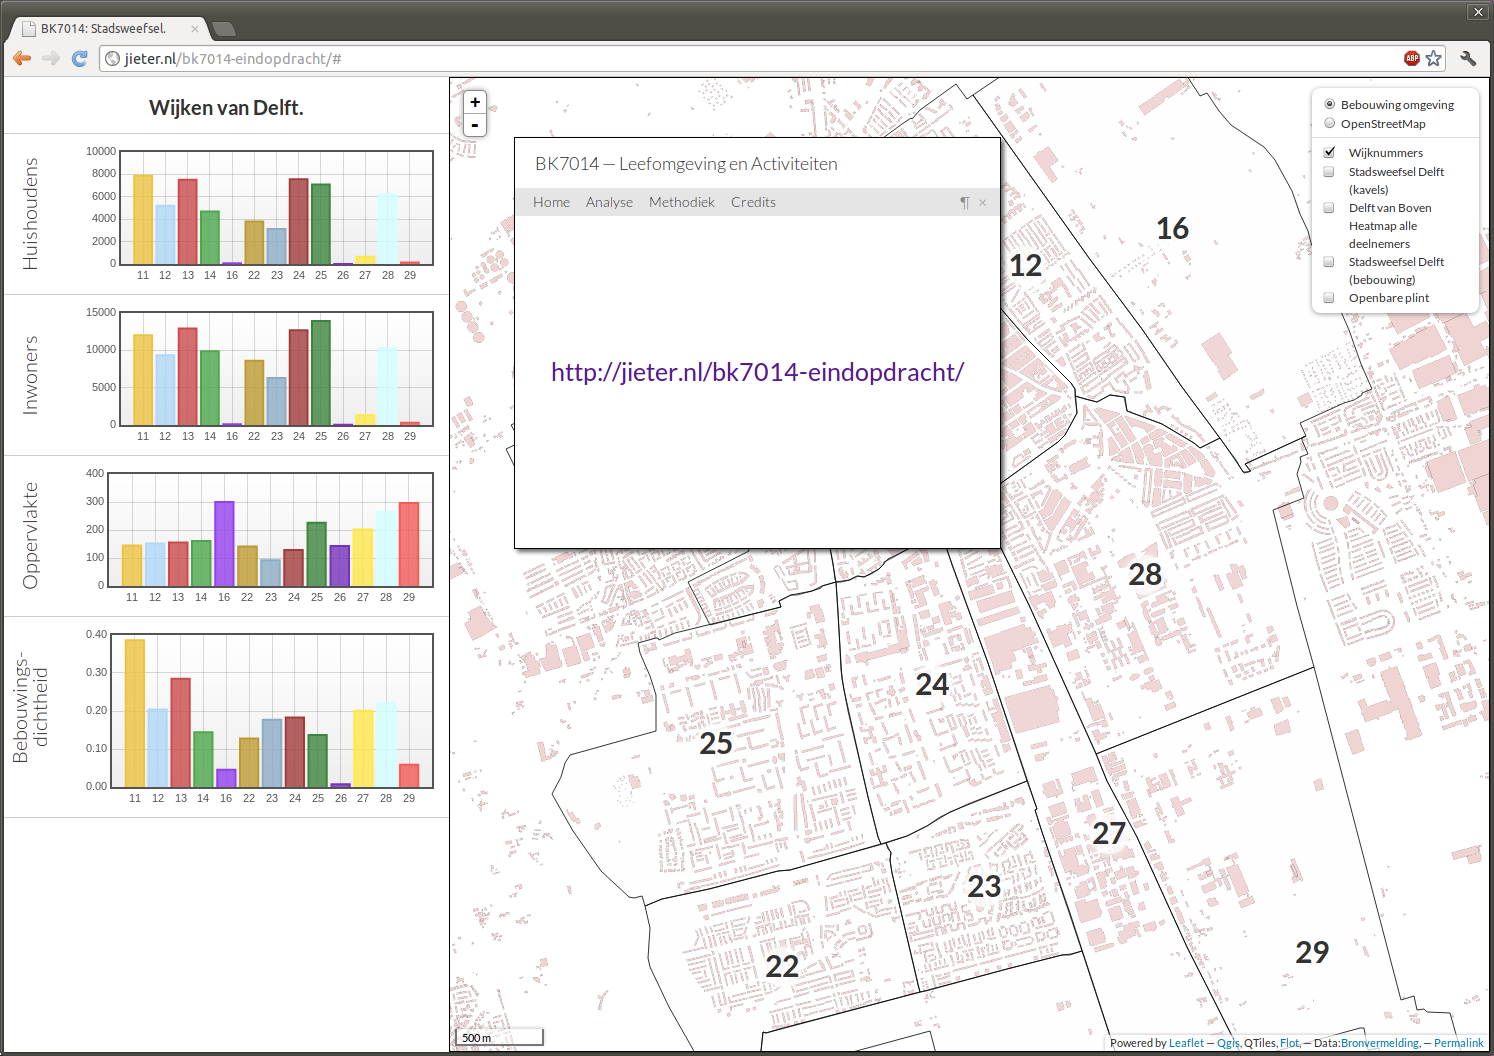 BK7014: Stadsweefsel.
jieter.nl/bk7014-eindopdracht/#
ABP
Wijken van Delft.
Huishoudens
10000
8000
6000
4000
2000
0
11 12 13 14 16 22 23 24 25 26 27 28 29
Inwoners
15000
10000
5000
0
11 12 13 14 16 22 23 24 25 26 27 28 29
Oppervlakte
400
300
200
100
0
11 12 13 14 16 22 23 24 25 26 27 28 29
Bebouwings-
dichtheid
0.40
0.30
0.20
0.10
0.00
11 12 13 14 16 22 23 24 25 26 27 28 29
+
-
BK7014 — Leefomgeving en Activiteiten
Home Analyse Methodiek Credits ¶ ×
http://jieter.nl/bk7014-eindopdracht/
Bebouwing omgeving
OpenStreetMap
Wijknummers
Stadsweefsel Delft
(kavels)
Delft van Boven
Heatmap alle
deelnemers
Stadsweefsel Delft
(bebouwing)
Openbare plint
16
12
28
24
25
27
23
22
29
500 m
Powered by Leaflet — Qgis, QTiles, Flot, — Data:Bronvermelding, — Permalink